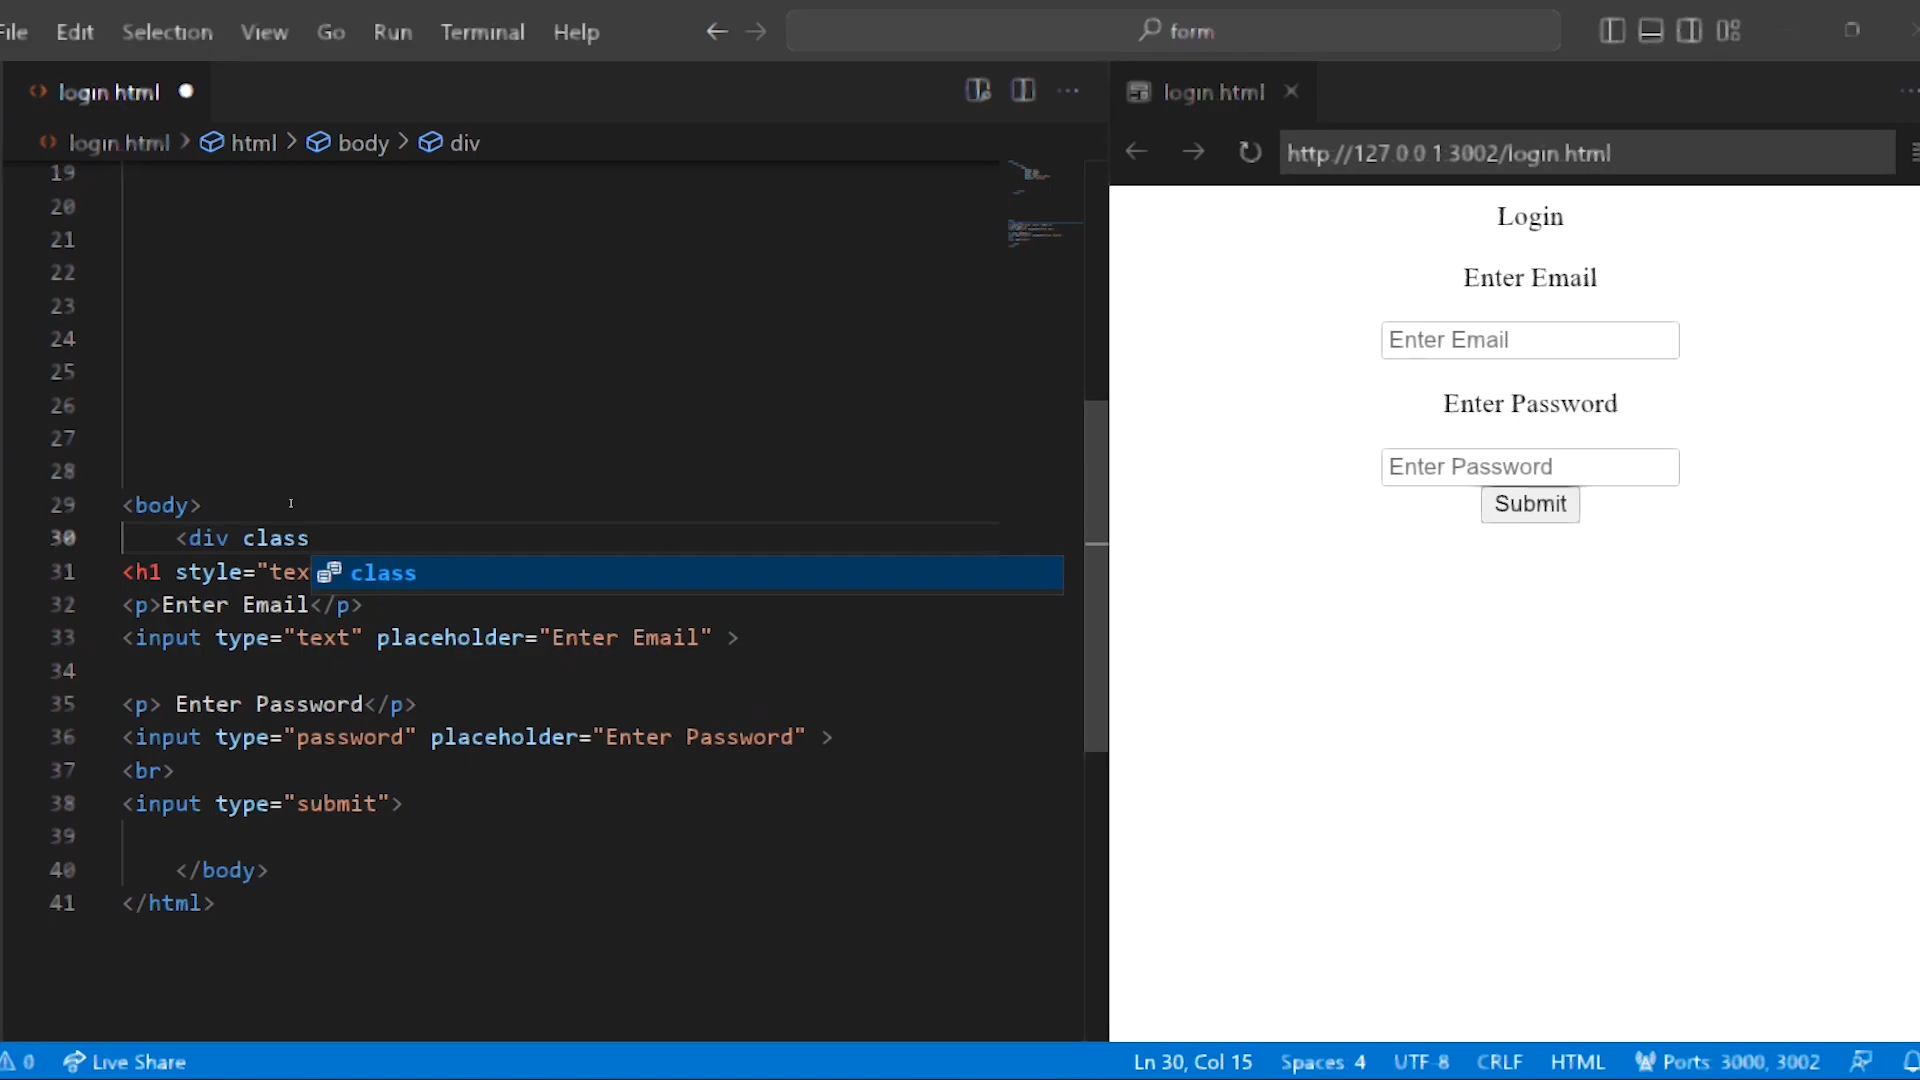 File Edit Selection View Go Run Terminal Help
form
login html
login html
login html > html > body > div
http://127.0.0.1:3002/login html
19
20
21
22
23
24
25
26
27
28
29 <body>
30 <div class
class
31 <h1 style="tex
32 <p>Enter Email</p>
33 <input type="text" placeholder="Enter Email" >
34
35 <p> Enter Password</p>
36 <input type="password" placeholder="Enter Password" >
37 <br>
38 <input type="submit">
39
40 </body>
41 </html>
Login
Enter Email
Enter Email
Enter Password
Enter Password
Submit
0 Live Share
Ln 30, Col 15 Spaces 4 UTF-8 CRLF HTML Ports 3000, 3002